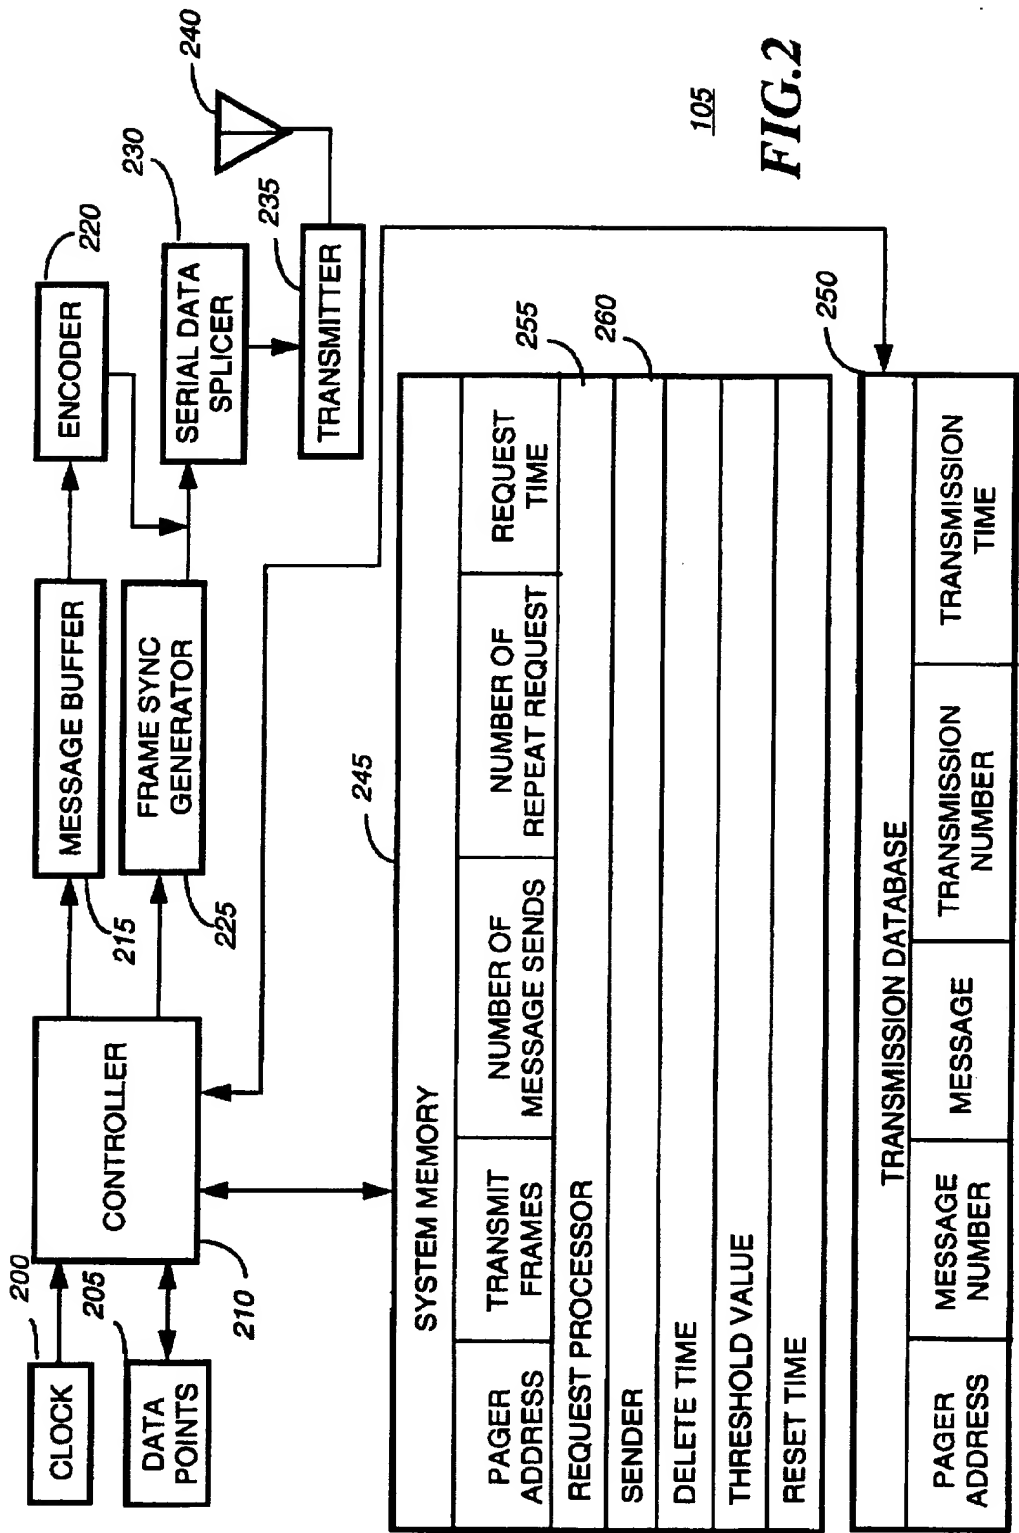 200
CLOCK
205
DATA
POINTS
210
CONTROLLER
215
MESSAGE BUFFER
225
FRAME SYNC
GENERATOR
220
ENCODER
230
SERIAL DATA
SPLICER
235
TRANSMITTER
240
245
SYSTEM MEMORY
PAGER
ADDRESS
TRANSMIT
FRAMES
NUMBER OF
MESSAGE SENDS
NUMBER OF
REPEAT REQUEST
REQUEST
TIME
REQUEST PROCESSOR
255
SENDER
260
DELETE TIME
THRESHOLD VALUE
RESET TIME
250
TRANSMISSION DATABASE
PAGER
ADDRESS
MESSAGE
NUMBER
MESSAGE
TRANSMISSION
NUMBER
TRANSMISSION
TIME
105
FIG.2